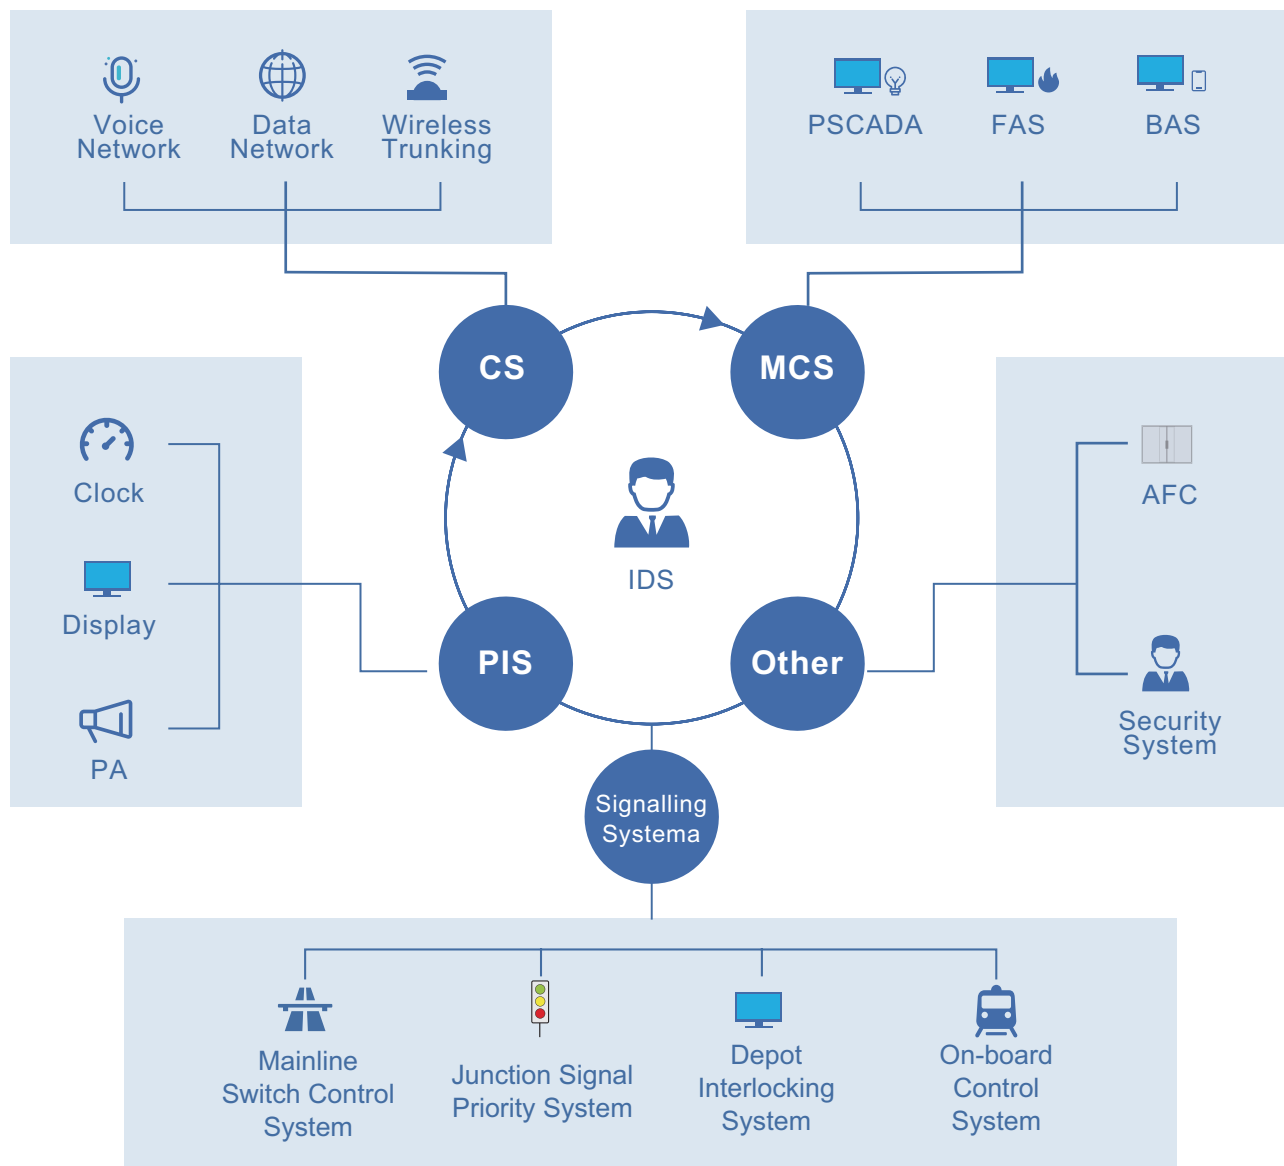 Voice
Network
Data
Network
Wireless
Trunking
PSCADA
FAS
BAS
CS
MCS
Clock
Display
PA
IDS
AFC
Security
System
PIS
Other
Signalling
Systema
Mainline
Switch Control
System
Junction Signal
Priority System
Depot
Interlocking
System
On-board
Control
System